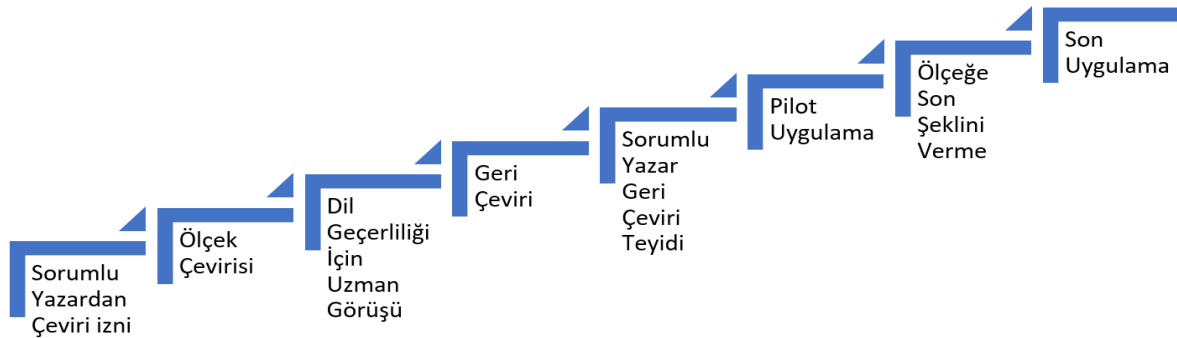 Sorumlu
Yazardan
Çeviri izni
Ölçek
Çevirisi
Dil
Geçerliliği
İçin
Uzman
Görüşü
Geri
Çeviri
Sorumlu
Yazar
Geri
Çeviri
Teyidi
Pilot
Uygulama
Ölçeğe
Son
Şeklini
Verme
Son
Uygulama